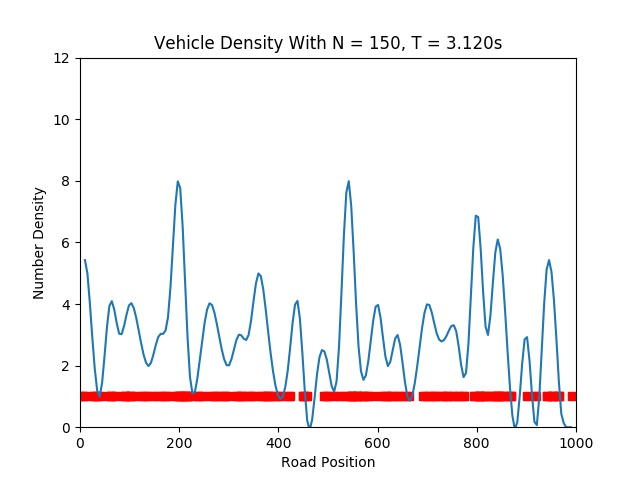 Vehicle Density With N = 150, T = 3.120s
12
10
8
6
4
2
0
Number Density
0 200 400 600 800 1000
Road Position